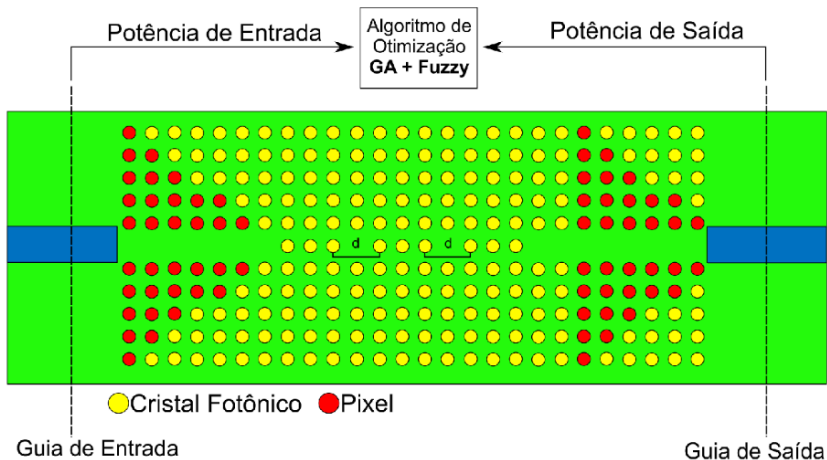 Potência de Entrada
Algoritmo de
Otimização
GA + Fuzzy
Potência de Saída
d
d
Cristal Fotônico
Pixel
Guia de Entrada
Guia de Saída